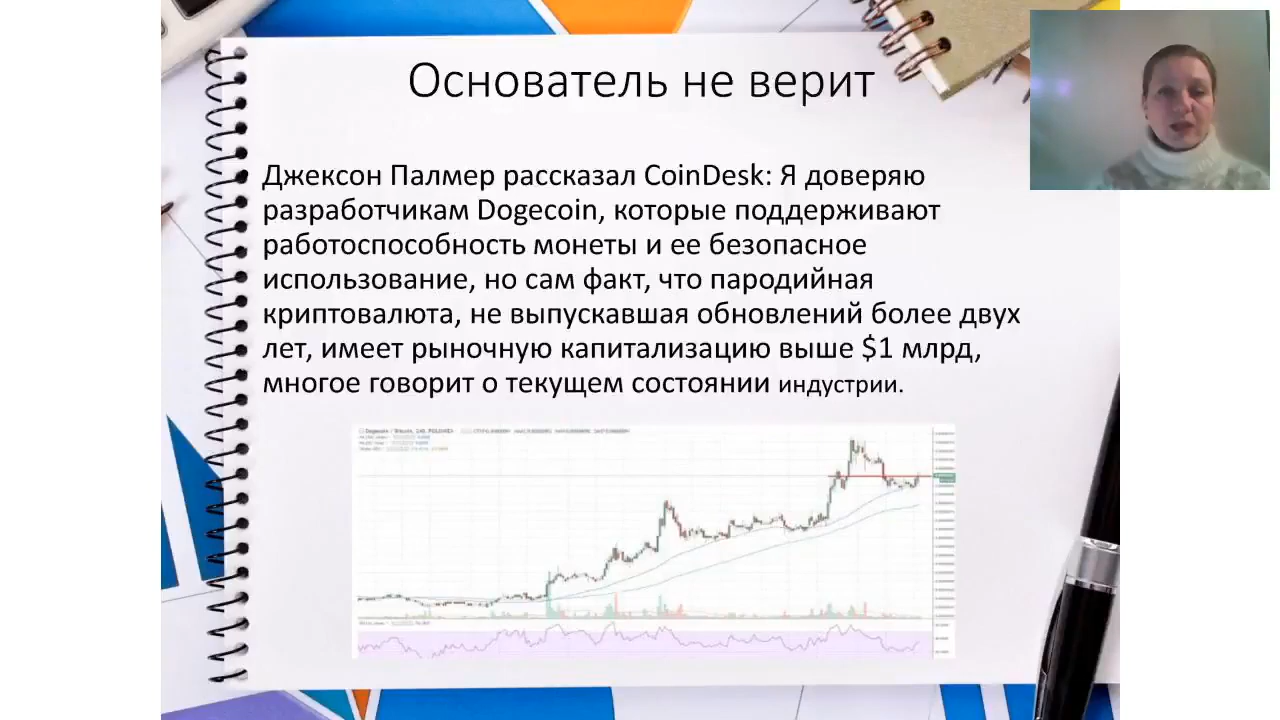 Основатель не верит
Джексон Палмер рассказал CoinDesk: Я доверяю
разработчикам Dogecoin, которые поддерживают
работоспособность монеты и ее безопасное
использование, но сам факт, что пародийная
криптовалюта, не выпускавшая обновлений более двух
лет, имеет рыночную капитализацию выше $1 млрд,
многое говорит о текущем состоянии индустрии.